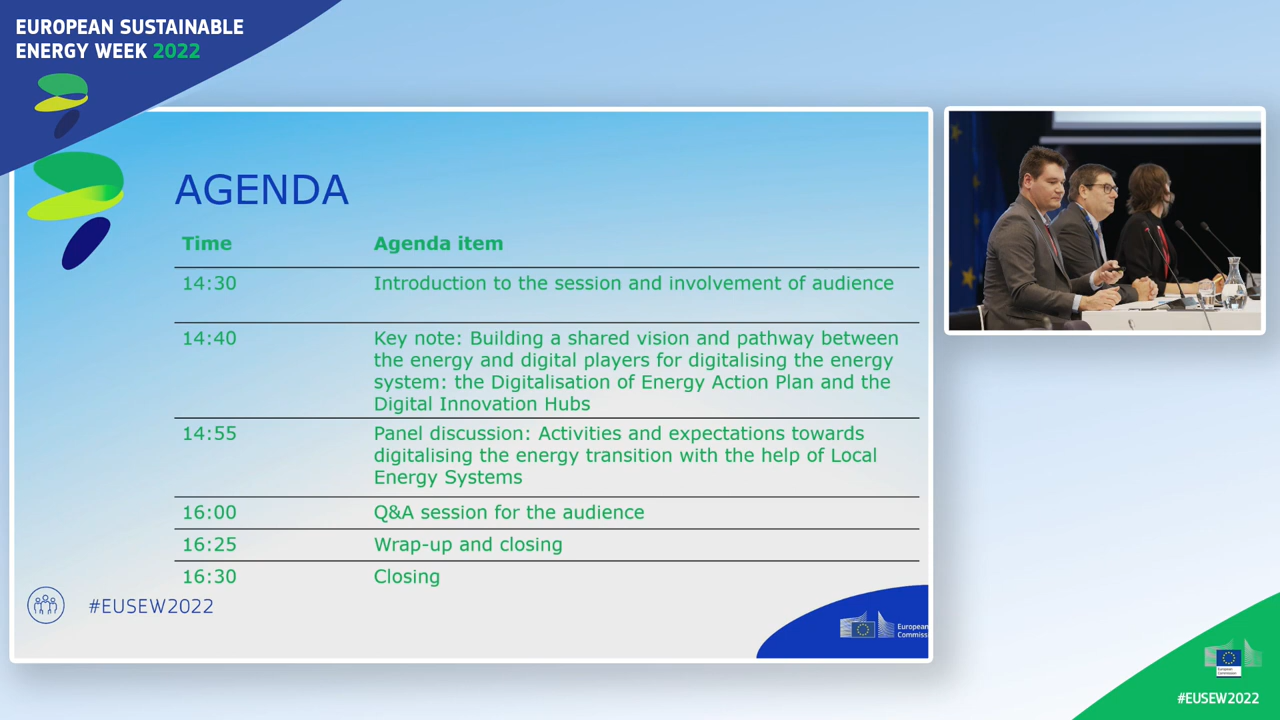 EUROPEAN SUSTAINABLE
ENERGY WEEK 2022
AGENDA
Time Agenda item
14:30 Introduction to the session and involvement of audience
14:40 Key note: Building a shared vision and pathway between
the energy and digital players for digitalising the energy
system: the Digitalisation of Energy Action Plan and the
Digital Innovation Hubs
14:55 Panel discussion: Activities and expectations towards
digitalising the energy transition with the help of Local
Energy Systems
16:00 Q&A session for the audience
16:25 Wrap-up and closing
16:30 Closing
#EUSEW2022
European
Commis
European
Commission
#EUSEW2022